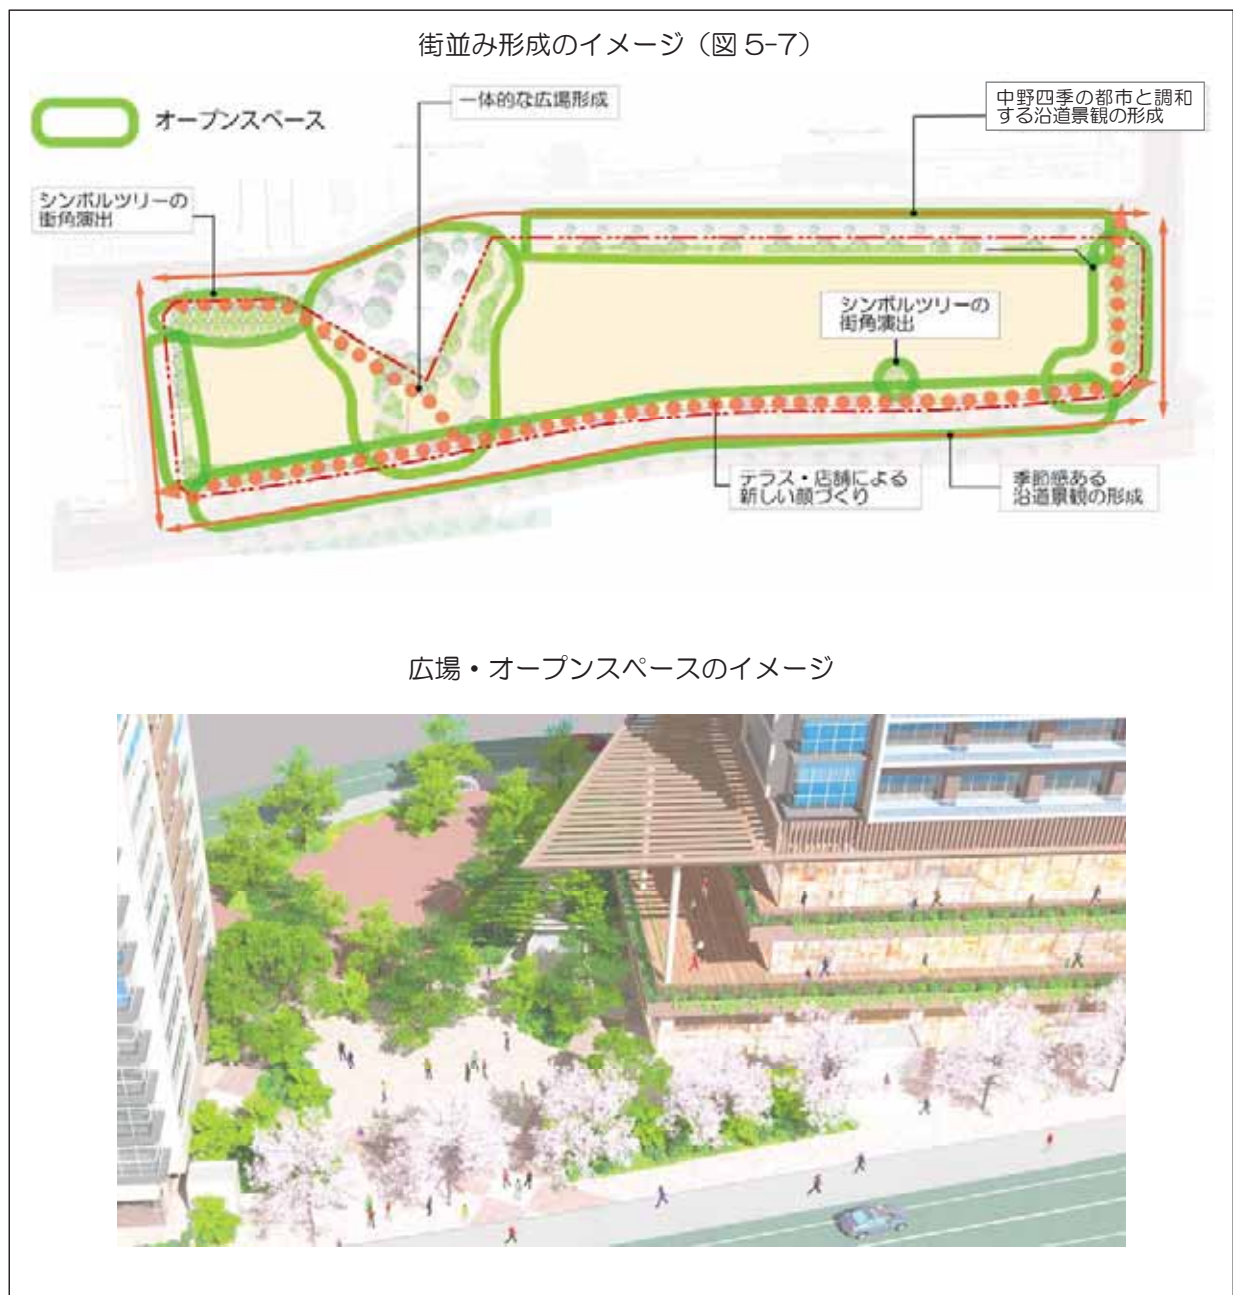 街並み形成のイメージ（図 5-7）
オープンスペース
一体的な広場形成
中野四季の都市と調和
する沿道景観の形成
シンボルツリーの
街角演出
シンボルツリーの
街角演出
テラス・店舗による
新しい顔づくり
季節感ある
沿道景観の形成
広場・オープンスペースのイメージ